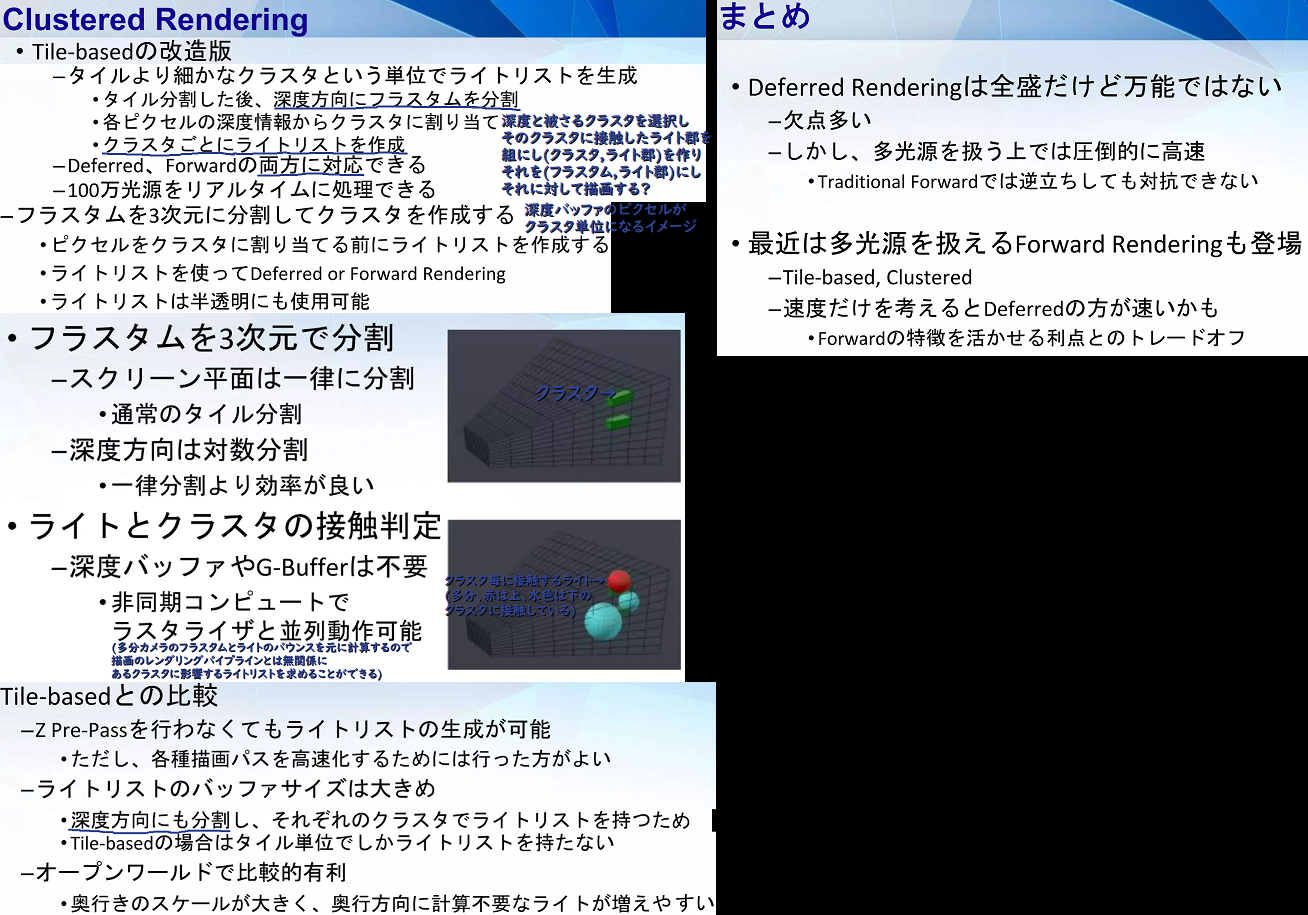 Clustered Rendering
• Tile-basedの改造版
–タイルより細かなクラスタという単位でライトリストを生成
•タイル分割した後、深度方向にフラスタムを分割
•各ピクセルの深度情報からクラスタに割り当て
•クラスタごとにライトリストを作成
–Deferred、Forwardの両方に対応できる
–100万光源をリアルタイムに処理できる
深度と被さるクラスタを選択し
そのクラスタに接触したライト群を
組にし(クラスタ,ライト群)を作り
それを(フラスタム,ライト群)にし
それに対して描画する?
深度バッファのピクセルが
クラスタ単位になるイメージ
–フラスタムを3次元に分割してクラスタを作成する
•ピクセルをクラスタに割り当てる前にライトリストを作成する
•ライトリストを使ってDeferred or Forward Rendering
•ライトリストは半透明にも使用可能
• フラスタムを3次元で分割
–スクリーン平面は一律に分割
•通常のタイル分割
–深度方向は対数分割
•一律分割より効率が良い
クラスタ→
• ライトとクラスタの接触判定
–深度バッファやG-Bufferは不要
•非同期コンピュートで
ラスタライザと並列動作可能
(多分カメラのフラスタムとライトのバウンスを元に計算するので
描画のレンダリングパイプラインとは無関係に
あるクラスタに影響するライトリストを求めることができる)
クラスタ毎に接触するライト→
(多分、赤は上、水色は下の
クラスタに接触している)
Tile-basedとの比較
–Z Pre-Passを行わなくてもライトリストの生成が可能
•ただし、各種描画パスを高速化するためには行った方がよい
–ライトリストのバッファサイズは大きめ
•深度方向にも分割し、それぞれのクラスタでライトリストを持つため
•Tile-basedの場合はタイル単位でしかライトリストを持たない
–オープンワールドで比較的有利
•奥行きのスケールが大きく、奥行方向に計算不要なライトが増えやすい
まとめ
• Deferred Renderingは全盛だけど万能ではない
–欠点多い
–しかし、多光源を扱う上では圧倒的に高速
•Traditional Forwardでは逆立ちしても対抗できない
• 最近は多光源を扱えるForward Renderingも登場
–Tile-based, Clustered
–速度だけを考えるとDeferredの方が速いかも
•Forwardの特徴を活かせる利点とのトレードオフ